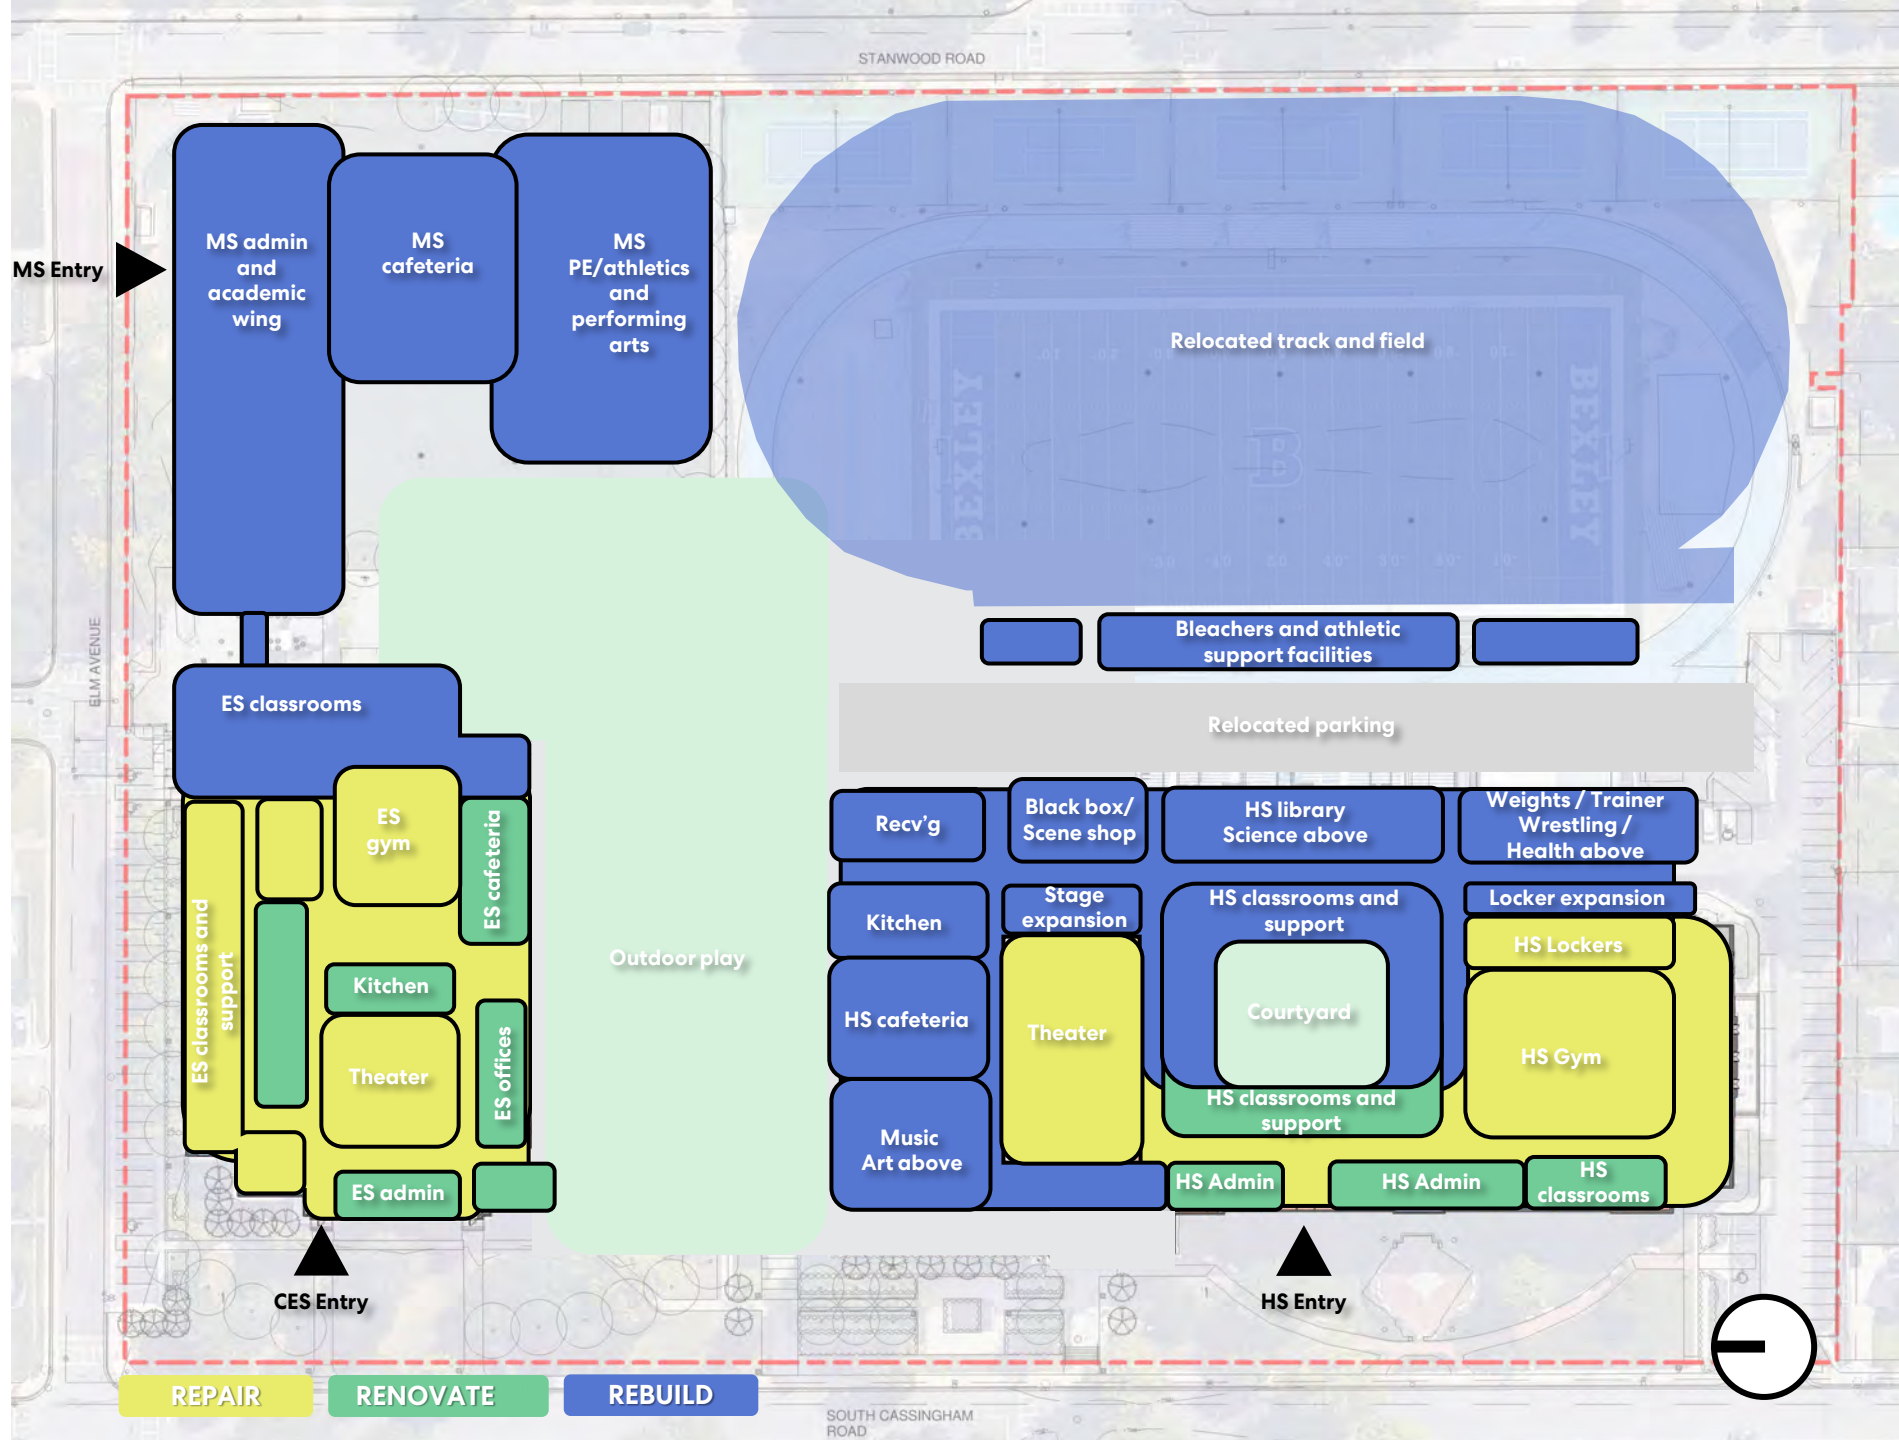 STANWOOD ROAD
MS admin
and
academic
wing
MS
cafeteria
MS
PE/athletics
and
performing
arts
MS Entry
Relocated track and field
BEXLEY
B
BEXLEY
ELM AVENUE
Bleachers and athletic
support facilities
Relocated parking
ES classrooms
ES
gym
ES cafeteria
ES classrooms and
support
Kitchen
Theater
ES offices
ES admin
Outdoor play
Recv'g
Black box/
Scene shop
HS library
Science above
Weights / Trainer
Wrestling /
Health above
Kitchen
Stage
expansion
HS classrooms and
support
Locker expansion
HS Lockers
HS cafeteria
Theater
Courtyard
HS Gym
HS classrooms and
support
Music
Art above
HS Admin
HS Admin
HS
classrooms
CES Entry
HS Entry
REPAIR
RENOVATE
REBUILD
SOUTH CASSINGHAM
ROAD